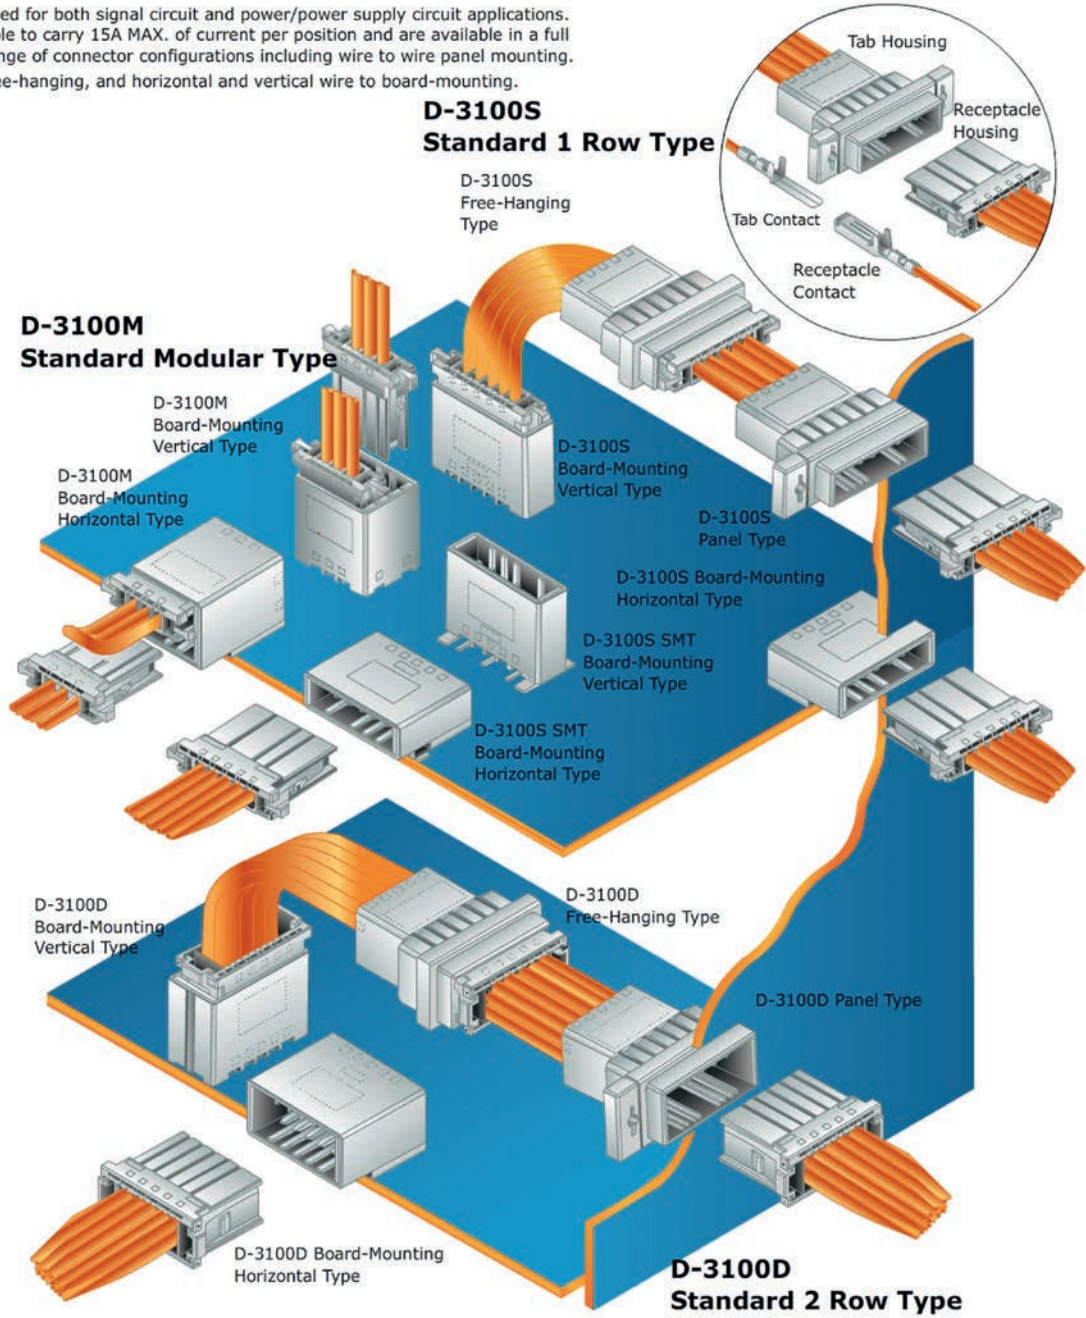 ed for both signal circuit and power/power supply circuit applications.
ble to carry 15A MAX. of current per position and are available in a full
nge of connector configurations including wire to wire panel mounting.
ee-hanging, and horizontal and vertical wire to board-mounting.
D-3100S
Standard 1 Row Type
Tab Housing
Receptacle
Housing
Tab Contact
Receptacle
Contact
D-3100S
Free-Hanging
Type
D-3100M
Standard Modular Type
D-3100M
Board-Mounting
Vertical Type
D-3100M
Board-Mounting
Horizontal Type
D-3100S
Board-Mounting
Vertical Type
D-3100S
Panel Type
D-3100S Board-Mounting
Horizontal Type
D-3100S SMT
Board-Mounting
Vertical Type
D-3100S SMT
Board-Mounting
Horizontal Type
D-3100D
Board-Mounting
Vertical Type
D-3100D
Free-Hanging Type
D-3100D Panel Type
D-3100D Board-Mounting
Horizontal Type
D-3100D
Standard 2 Row Type